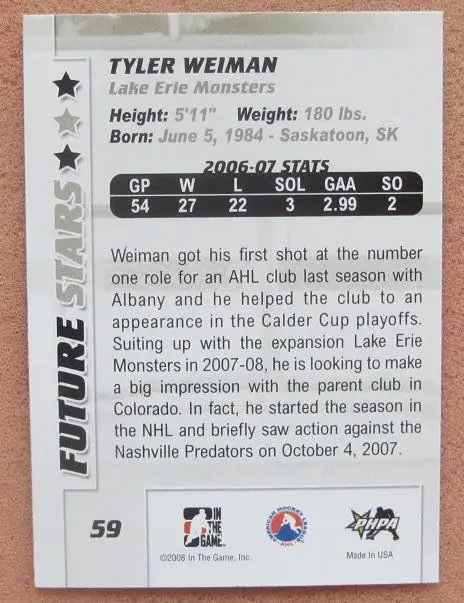 TYLER WEIMAN
Lake Erie Monsters
Height: 5'11" Weight: 180 lbs.
Born: June 5, 1984 - Saskatoon, SK
2006-07 STATS
GP W L SOL GAA SO
54 27 22 3 2.99 2
Weiman got his first shot at the number
one role for an AHL club last season with
Albany and he helped the club to an
appearance in the Calder Cup playoffs.
Suiting up with the expansion Lake Erie
Monsters in 2007-08, he is looking to make
a big impression with the parent club in
Colorado. In fact, he started the season in
the NHL and briefly saw action against the
Nashville Predators on October 4, 2007.
FUTURE STARS
59
IN
THE
GAME
©2008 In The Game, Inc.
AMERICAN HOCKEY LEAGUE
AHL
PHPA
Made In USA